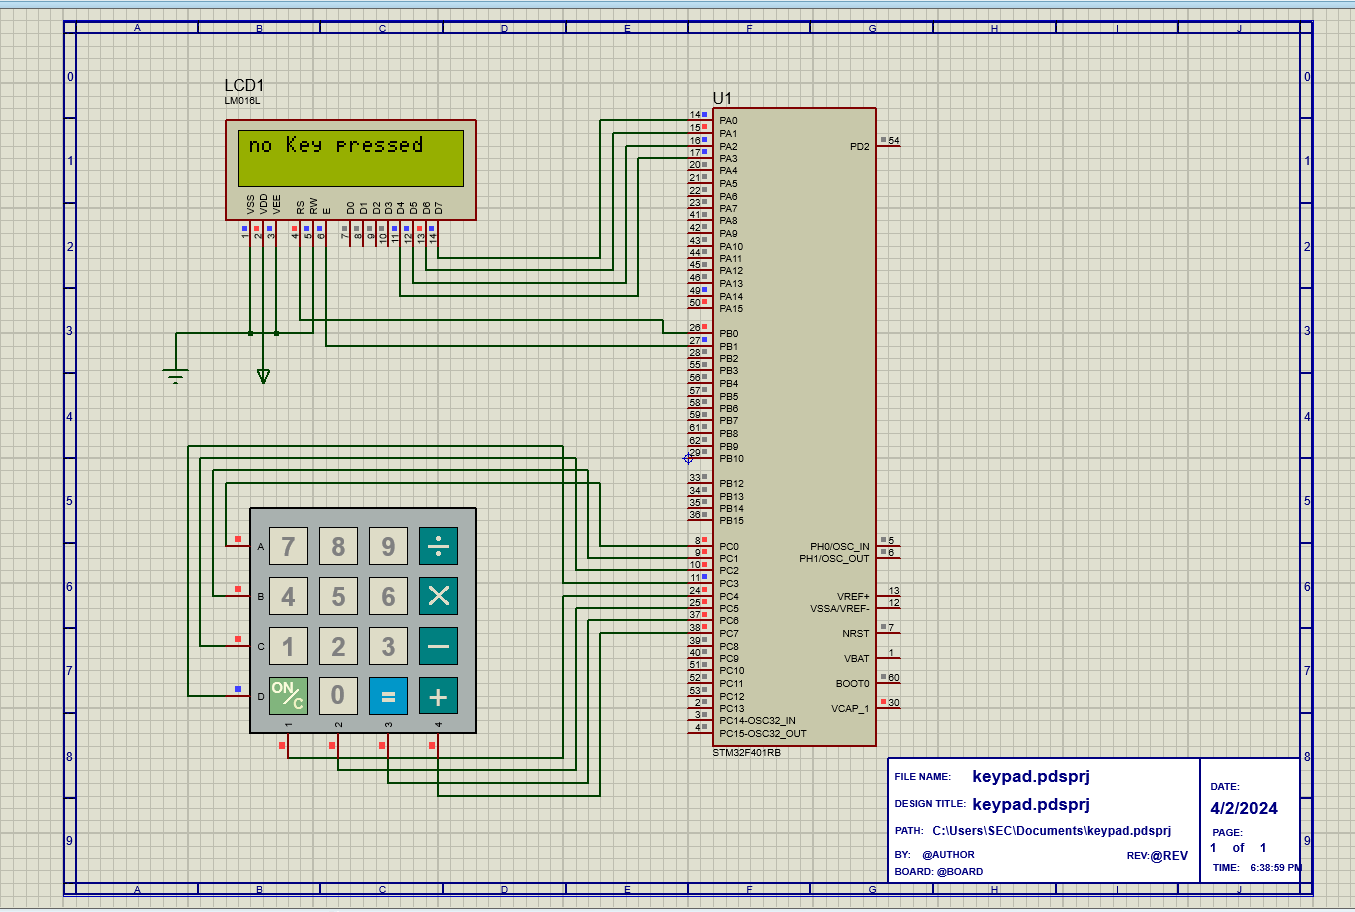 A B C D E F G H I J
0 0
LCD1
LM016L
no Key pressed
VSS VDD VEE RS RW E D0 D1 D2 D3 D4 D5 D6 D7
1 2 3 4 5 6 7 8 9 10 11 12 13 14
U1
14 PA0
15 PA1
16 PA2
17 PA3
20 PA4
21 PA5
22 PA6
23 PA7
41 PA8
42 PA9
43 PA10
44 PA11
45 PA12
46 PA13
49 PA14
50 PA15
26 PB0
27 PB1
28 PB2
55 PB3
56 PB4
57 PB5
58 PB6
59 PB7
61 PB8
62 PB9
29 PB10
33 PB12
34 PB13
35 PB14
36 PB15
8 PC0
9 PC1
10 PC2
11 PC3
24 PC4
25 PC5
37 PC6
38 PC7
39 PC8
40 PC9
51 PC10
52 PC11
53 PC12
2 PC13
3 PC14-OSC32_IN
4 PC15-OSC32_OUT
PD2 54
PH0/OSC_IN 5
PH1/OSC_OUT 6
VREF+ 13
VSSA/VREF- 12
NRST 7
VBAT 1
BOOT0 60
VCAP_1 30
STM32F401RB
1 1
2 2
3 3
4 4
5 5
6 6
7 7
8 8
9 9
A 7 8 9 ÷
B 4 5 6 ×
C 1 2 3 −
D ON/C 0 = +
1 2 3 4
FILE NAME: keypad.pdsprj
DESIGN TITLE: keypad.pdsprj
PATH: C:\Users\SEC\Documents\keypad.pdsprj
BY: @AUTHOR REV:@REV
BOARD: @BOARD
DATE:
4/2/2024
PAGE:
1 of 1
TIME: 6:38:59 PM
A B C D E F G H I J